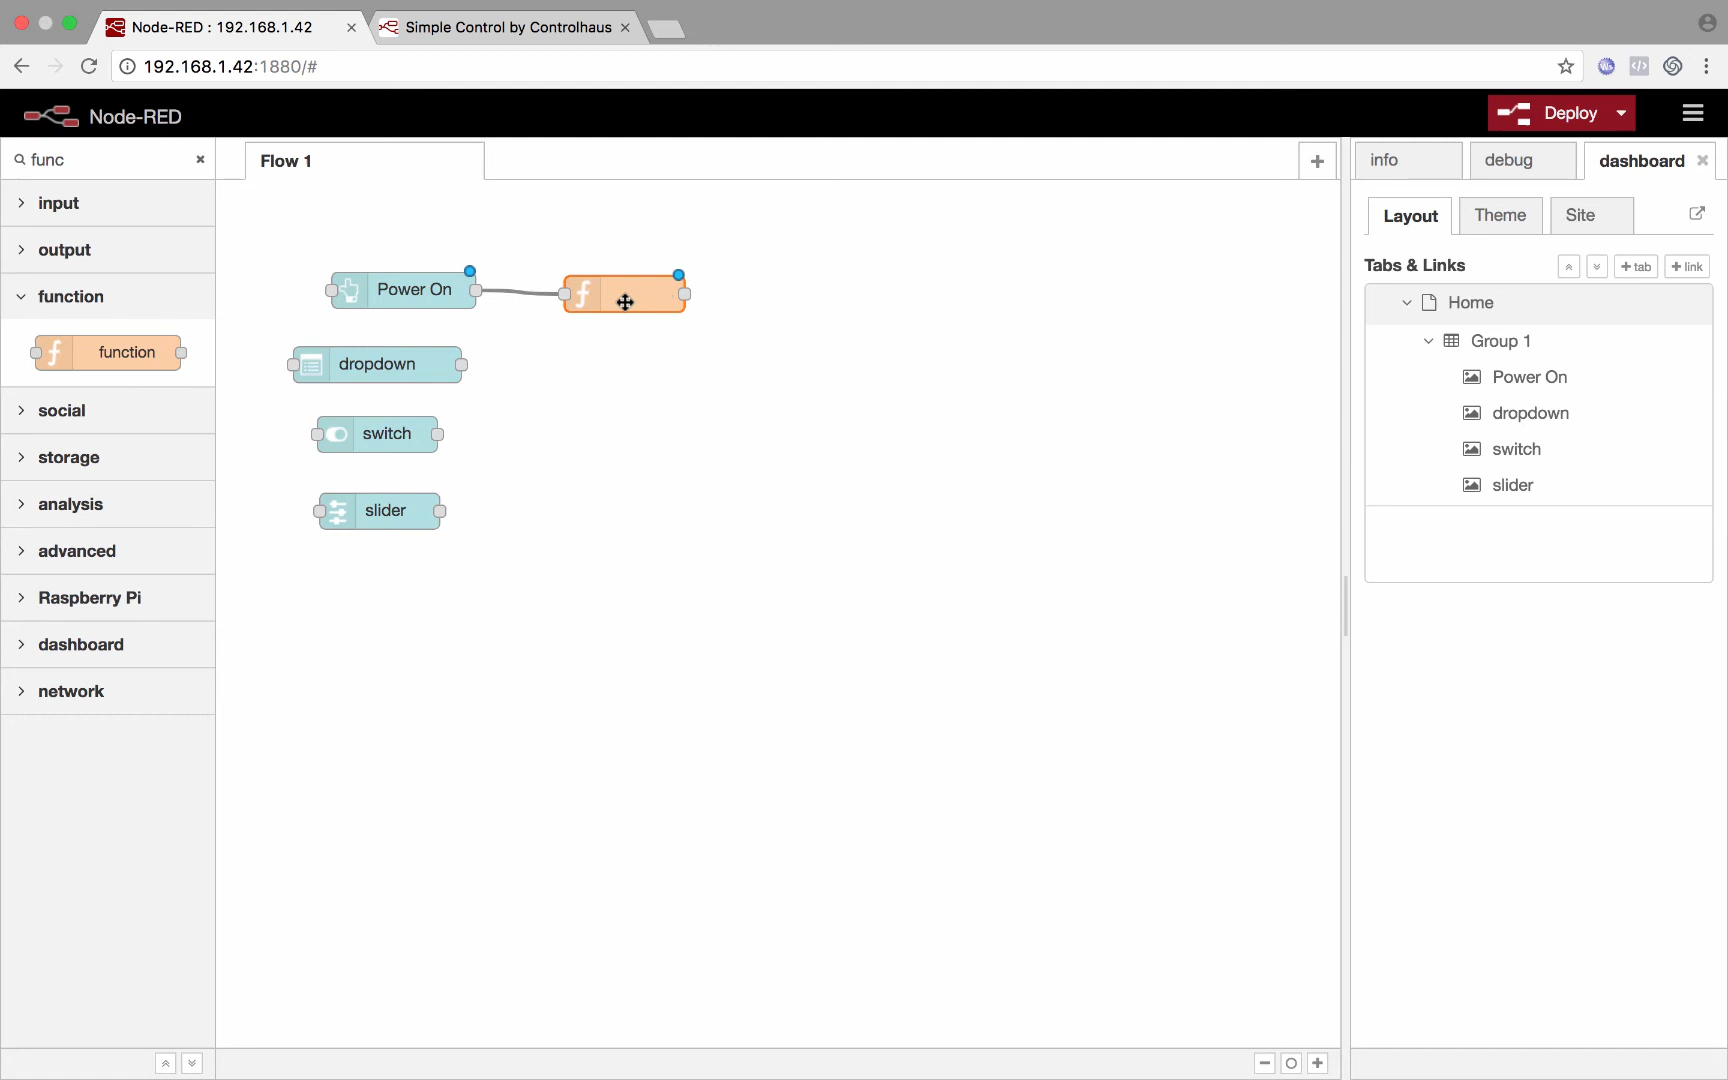 Node-RED : 192.168.1.42
Simple Control by Controlhaus
192.168.1.42:1880/#
Node-RED
Deploy
func
Flow 1
info
debug
dashboard
input
output
function
function
social
storage
analysis
advanced
Raspberry Pi
dashboard
network
Power On
dropdown
switch
slider
Layout
Theme
Site
Tabs & Links
+ tab
+ link
Home
Group 1
Power On
dropdown
switch
slider